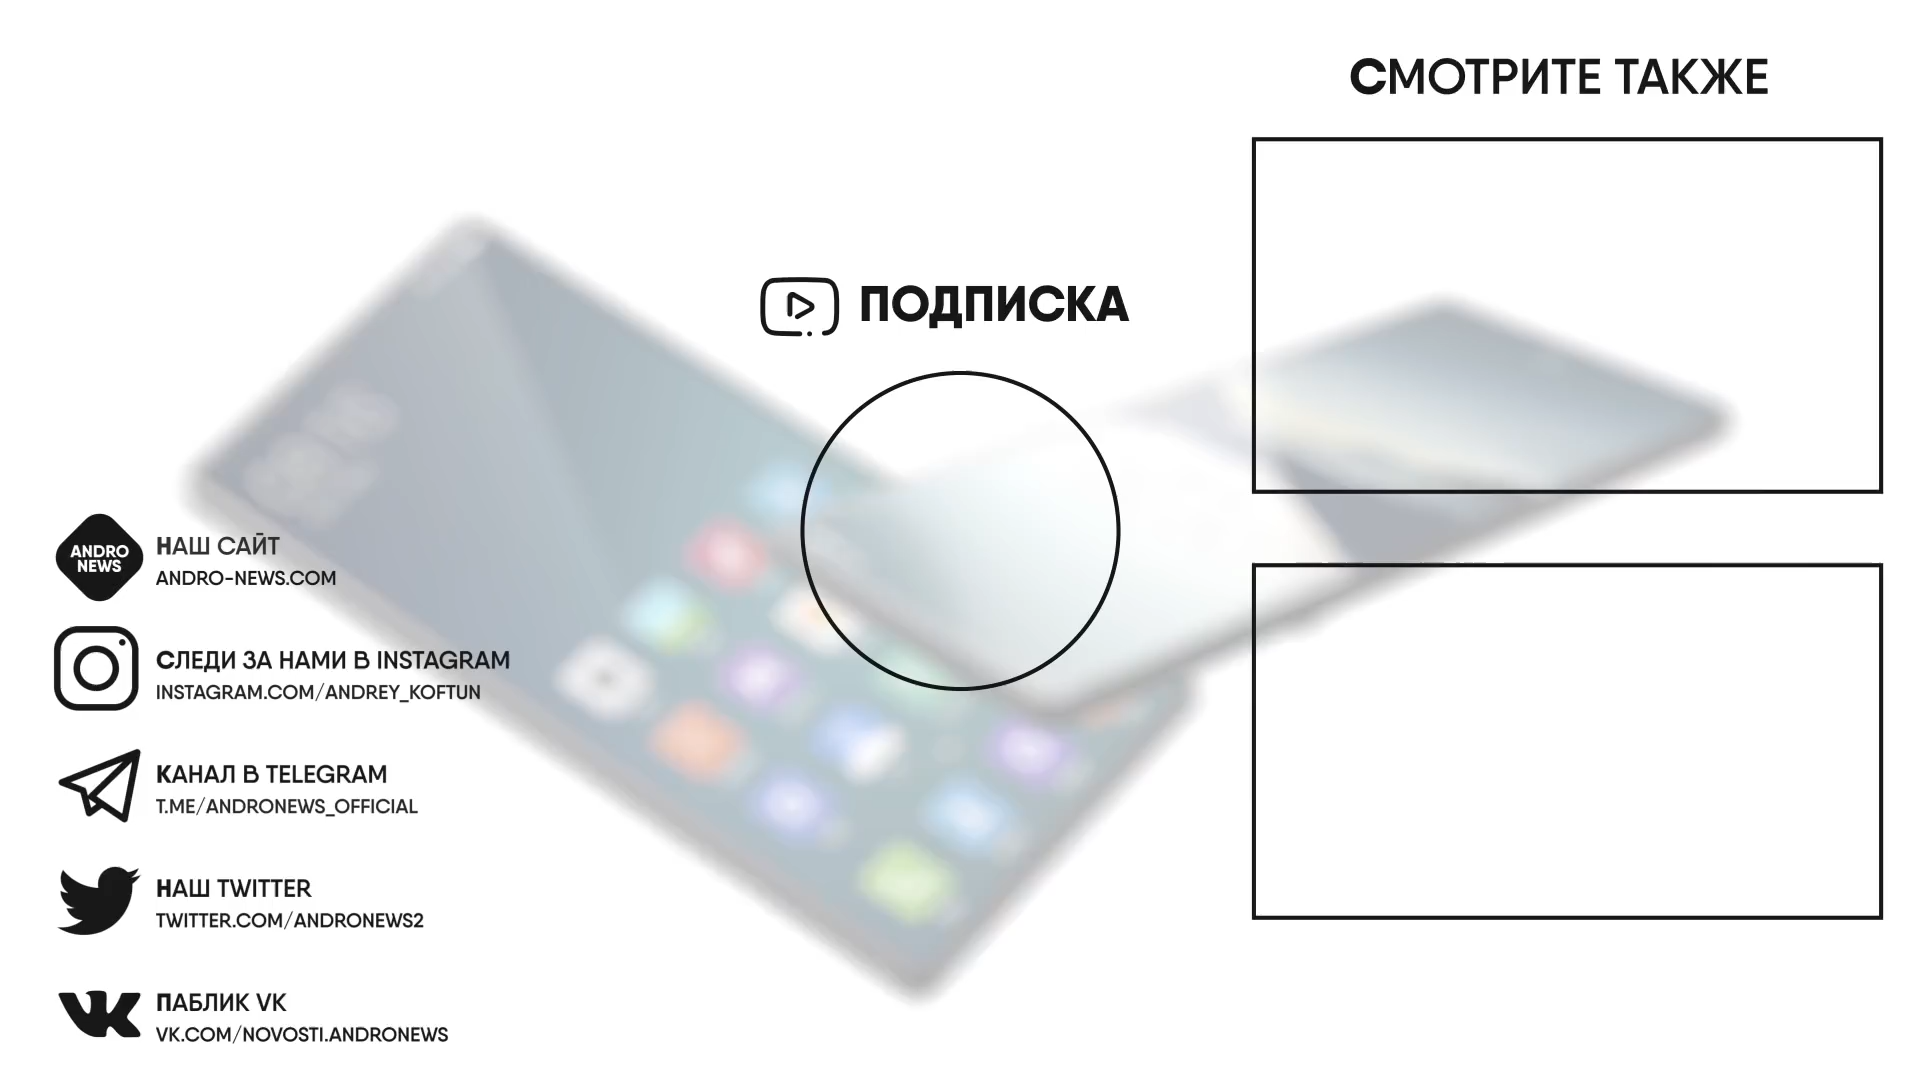 СМОТРИТЕ ТАКЖЕ
ПОДПИСКА
ANDRO
NEWS
НАШ САЙТ
ANDRO-NEWS.COM
СЛЕДИ ЗА НАМИ В INSTAGRAM
INSTAGRAM.COM/ANDREY_KOFTUN
КАНАЛ В TELEGRAM
T.ME/ANDRONEWS_OFFICIAL
НАШ TWITTER
TWITTER.COM/ANDRONEWS2
ПАБЛИК VK
VK.COM/NOVOSTI.ANDRONEWS